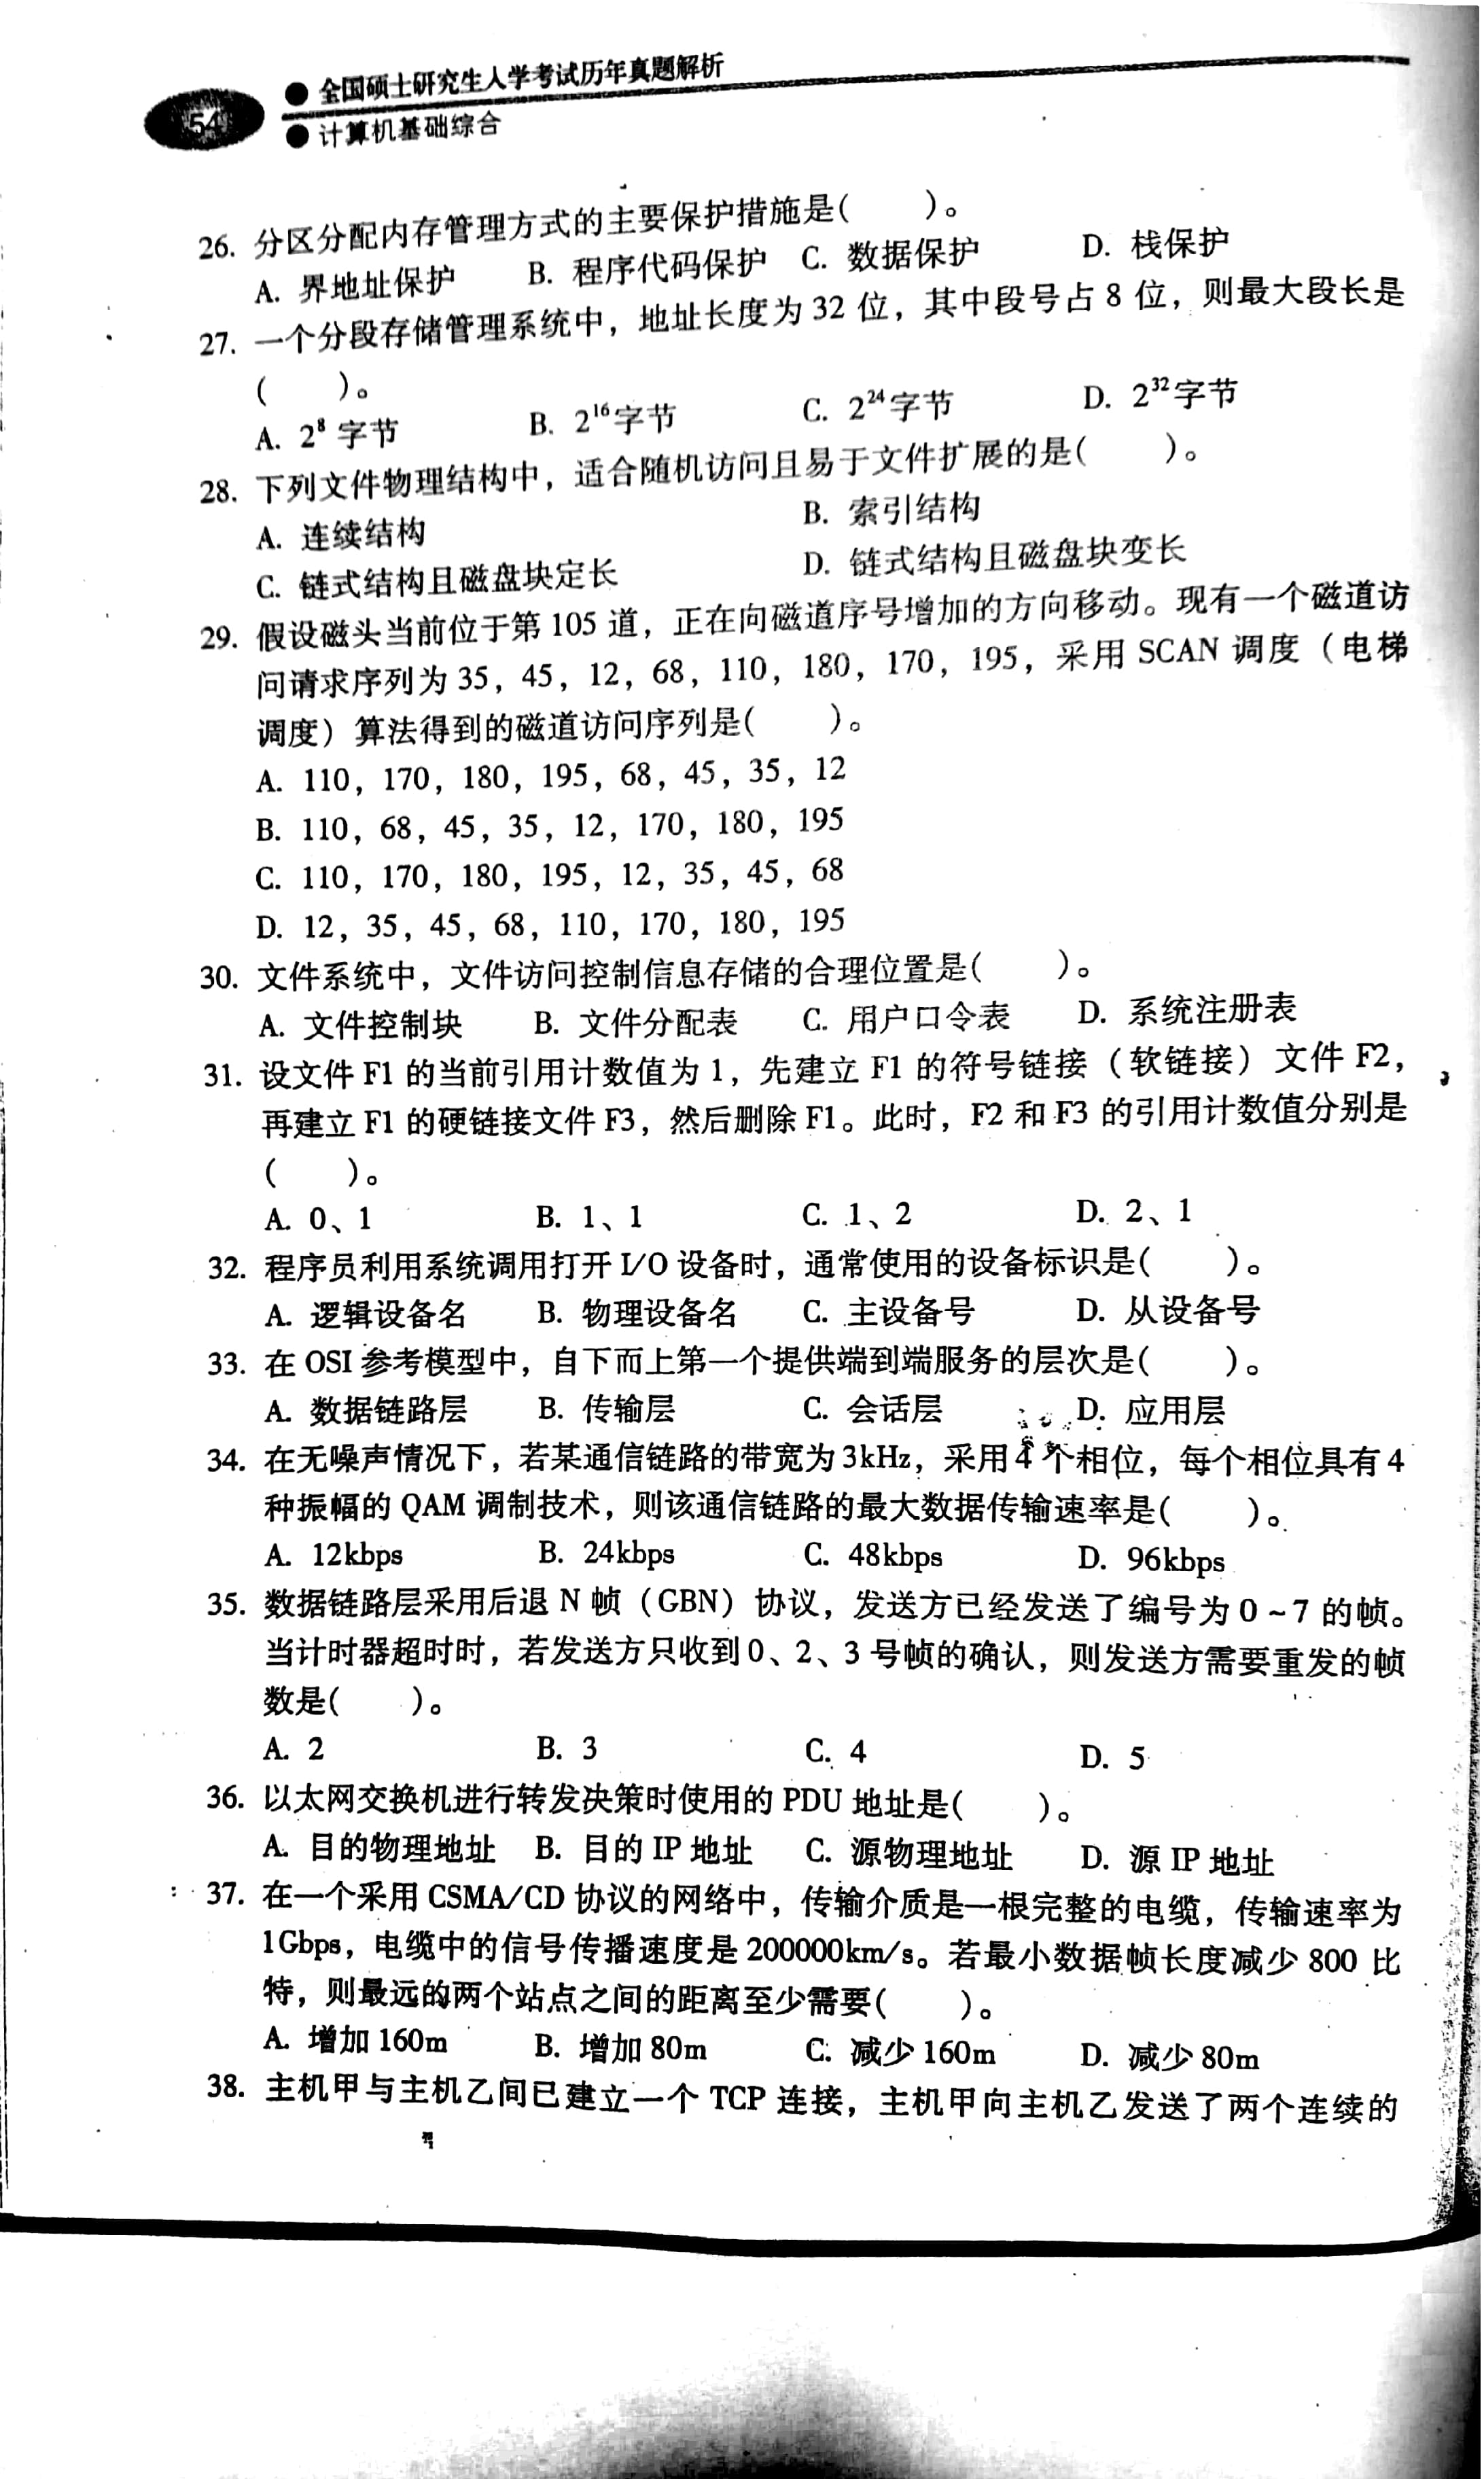 54
全国硕士研究生入学考试历年真题解析
计算机基础综合
26. 分区分配内存管理方式的主要保护措施是(  )。
A. 界地址保护 B. 程序代码保护 C. 数据保护 D. 栈保护
27. 一个分段存储管理系统中，地址长度为 32 位，其中段号占 8 位，则最大段长是
(  )。
A. 2⁸ 字节 B. 2¹⁶字节 C. 2²⁴字节 D. 2³²字节
28. 下列文件物理结构中，适合随机访问且易于文件扩展的是(  )。
A. 连续结构 B. 索引结构
C. 链式结构且磁盘块定长 D. 链式结构且磁盘块变长
29. 假设磁头当前位于第 105 道，正在向磁道序号增加的方向移动。现有一个磁道访
问请求序列为 35，45，12，68，110，180，170，195，采用 SCAN 调度（电梯
调度）算法得到的磁道访问序列是(  )。
A. 110，170，180，195，68，45，35，12
B. 110，68，45，35，12，170，180，195
C. 110，170，180，195，12，35，45，68
D. 12，35，45，68，110，170，180，195
30. 文件系统中，文件访问控制信息存储的合理位置是(  )。
A. 文件控制块 B. 文件分配表 C. 用户口令表 D. 系统注册表
31. 设文件 F1 的当前引用计数值为 1，先建立 F1 的符号链接（软链接）文件 F2，
再建立 F1 的硬链接文件 F3，然后删除 F1。此时，F2 和 F3 的引用计数值分别是
(  )。
A. 0、1 B. 1、1 C. 1、2 D. 2、1
32. 程序员利用系统调用打开 I/O 设备时，通常使用的设备标识是(  )。
A. 逻辑设备名 B. 物理设备名 C. 主设备号 D. 从设备号
33. 在 OSI 参考模型中，自下而上第一个提供端到端服务的层次是(  )。
A. 数据链路层 B. 传输层 C. 会话层 D. 应用层
34. 在无噪声情况下，若某通信链路的带宽为 3kHz，采用 4 个相位，每个相位具有 4
种振幅的 QAM 调制技术，则该通信链路的最大数据传输速率是(  )。
A. 12kbps B. 24kbps C. 48kbps D. 96kbps
35. 数据链路层采用后退 N 帧（GBN）协议，发送方已经发送了编号为 0～7 的帧。
当计时器超时时，若发送方只收到 0、2、3 号帧的确认，则发送方需要重发的帧
数是(  )。
A. 2 B. 3 C. 4 D. 5
36. 以太网交换机进行转发决策时使用的 PDU 地址是(  )。
A. 目的物理地址 B. 目的 IP 地址 C. 源物理地址 D. 源 IP 地址
37. 在一个采用 CSMA/CD 协议的网络中，传输介质是一根完整的电缆，传输速率为
1Gbps，电缆中的信号传播速度是 200000km/s。若最小数据帧长度减少 800 比
特，则最远的两个站点之间的距离至少需要(  )。
A. 增加 160m B. 增加 80m C. 减少 160m D. 减少 80m
38. 主机甲与主机乙间已建立一个 TCP 连接，主机甲向主机乙发送了两个连续的